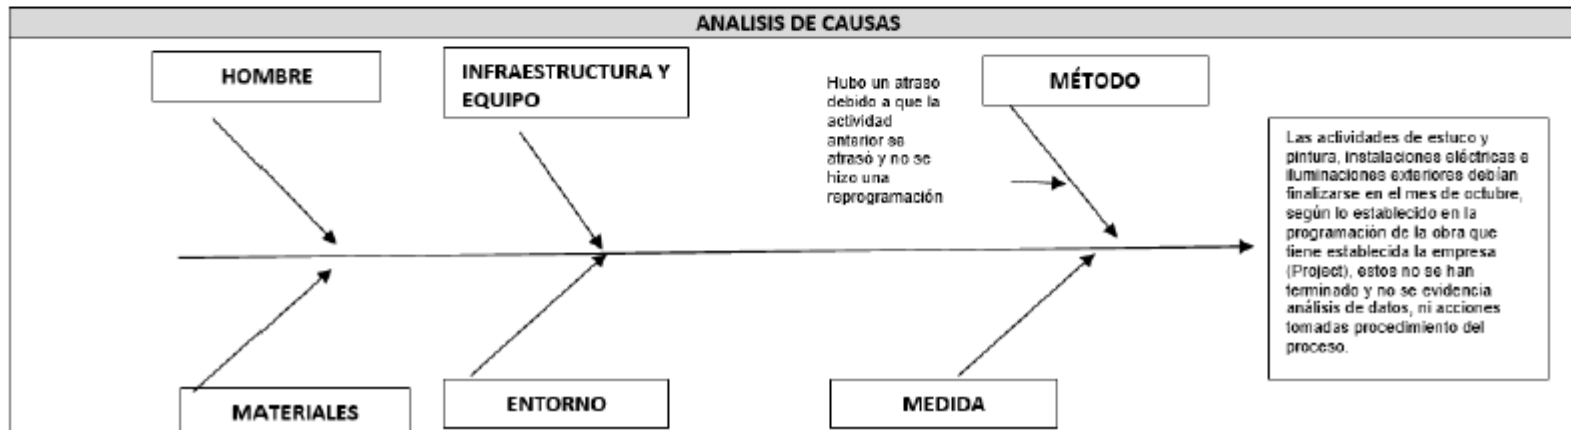 ANALISIS DE CAUSAS
HOMBRE
INFRAESTRUCTURA Y
EQUIPO
Hubo un atraso
debido a que la
actividad
anterior se
atrasó y no se
hizo una
reprogramación
MÉTODO
Las actividades de estuco y
pintura, instalaciones eléctricas e
iluminaciones exteriores debían
finalizarse en el mes de octubre,
según lo establecido en la
programación de la obra que
tiene establecida la empresa
(Project), estos no se han
terminado y no se evidencia
análisis de datos, ni acciones
tomadas procedimiento del
proceso.
MATERIALES
ENTORNO
MEDIDA